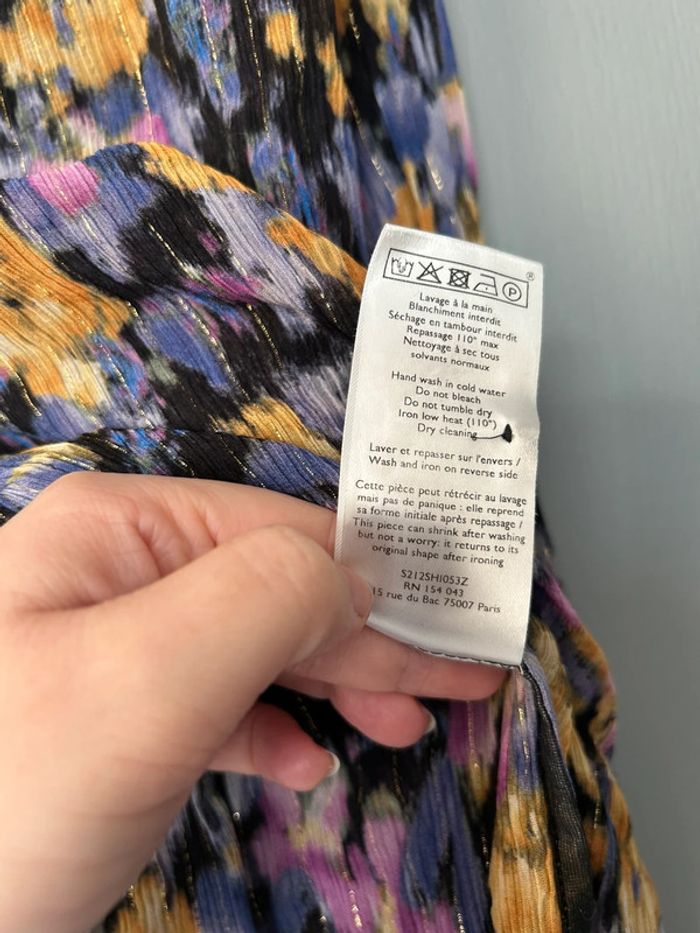 ®
P
Lavage à la main
Blanchiment interdit
Séchage en tambour interdit
Repassage 110° max
Nettoyage à sec tous
solvants normaux
Hand wash in cold water
Do not bleach
Do not tumble dry
Iron low heat (110°)
Dry cleaning
Laver et repasser sur l'envers /
Wash and iron on reverse side
Cette pièce peut rétrécir au lavage
mais pas de panique : elle reprend
sa forme initiale après repassage /
This piece can shrink after washing
but not a worry: it returns to its
original shape after ironing
S212SHI053Z
RN 154 043
15 rue du Bac 75007 Paris